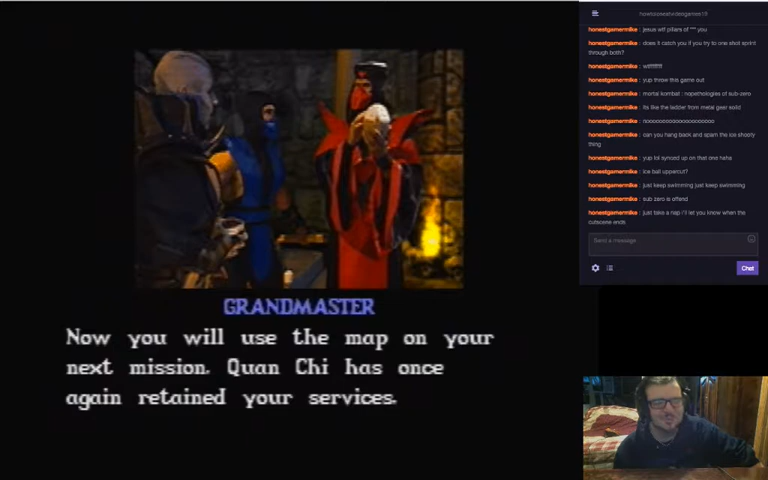 GRANDMASTER
Now you will use the map on your
next mission. Quan Chi has once
again retained your services.
howtobeatvideogames19
honestgamermike : jesus wtf pillars of *** you
honestgamermike : does it catch you if you try to one shot sprint
through both?
honestgamermike : wtffffffff
honestgamermike : yup throw this game out
honestgamermike : mortal kombat : nopethologies of sub-zero
honestgamermike : its like the ladder from metal gear solid
honestgamermike : nooooooooooooooooooo
honestgamermike : can you hang back and spam the ice shooty
thing
honestgamermike : yup lol synced up on that one haha
honestgamermike : ice ball uppercut?
honestgamermike : just keep swimming just keep swimming
honestgamermike : sub zero is offend
honestgamermike : just take a nap i'll let you know when the
cutscene ends
Send a message
Chat